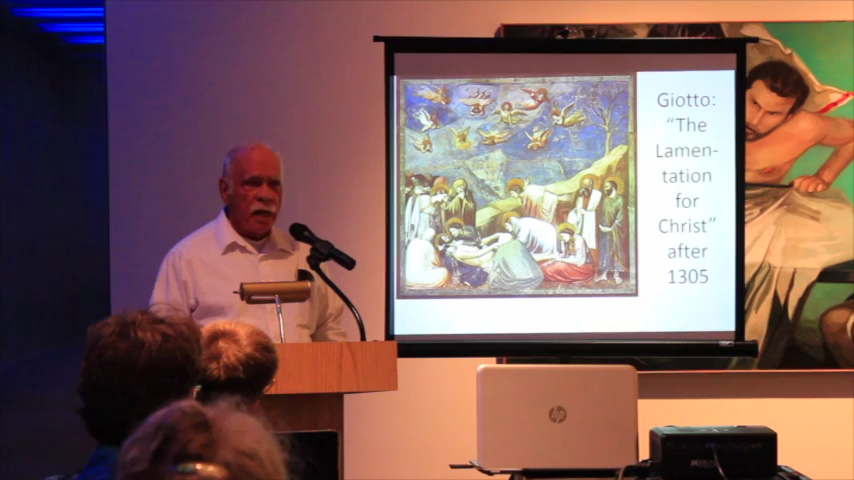 Giotto:
“The
Lamen-
tation
for
Christ”
after
1305
hp